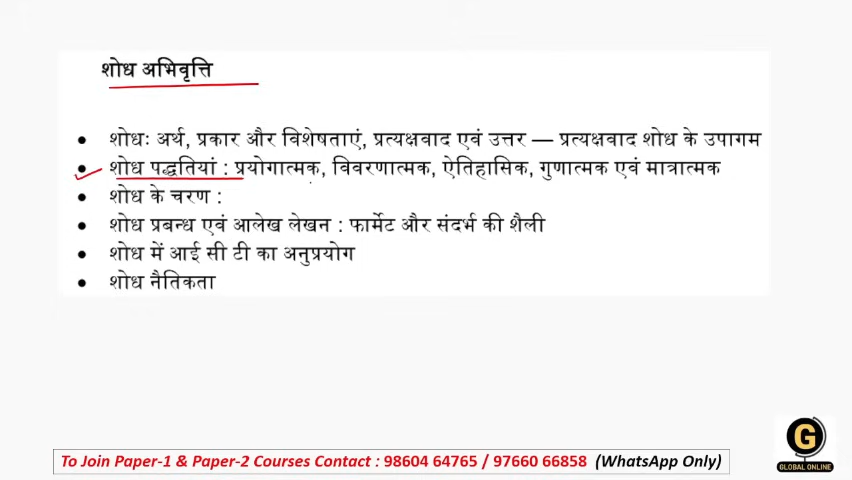 शोध अभिवृत्ति
• शोधः अर्थ, प्रकार और विशेषताएं, प्रत्यक्षवाद एवं उत्तर — प्रत्यक्षवाद शोध के उपागम
• शोध पद्धतियां : प्रयोगात्मक, विवरणात्मक, ऐतिहासिक, गुणात्मक एवं मात्रात्मक
• शोध के चरण :
• शोध प्रबन्ध एवं आलेख लेखन : फार्मेट और संदर्भ की शैली
• शोध में आई सी टी का अनुप्रयोग
• शोध नैतिकता
G
GLOBAL ONLINE
To Join Paper-1 & Paper-2 Courses Contact : 98604 64765 / 97660 66858 (WhatsApp Only)